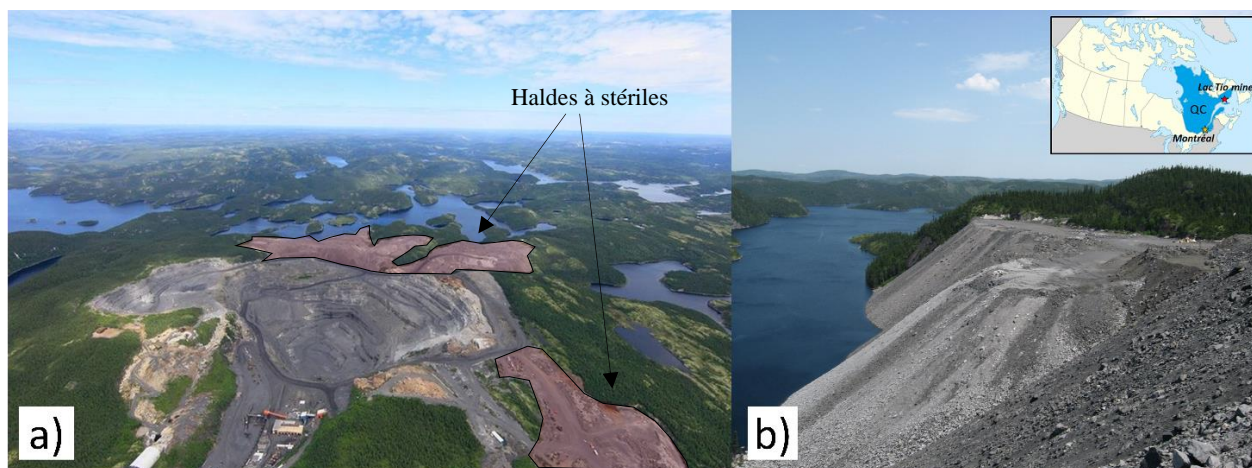 Haldes à stériles
a)
b)
Lac Tio mine
QC
Montréal